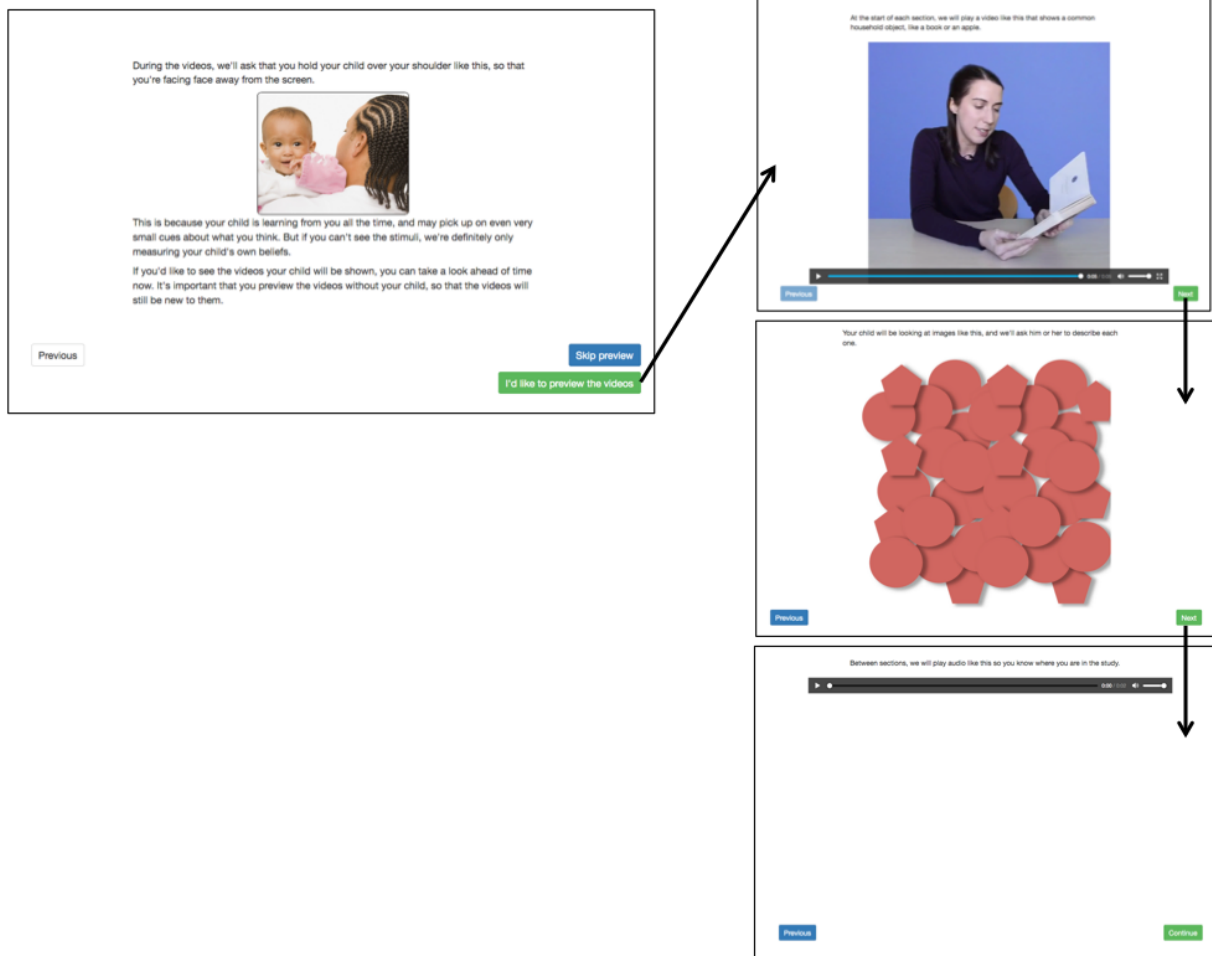 During the videos, we'll ask that you hold your child over your shoulder like this, so that
you're facing face away from the screen.
This is because your child is learning from you all the time, and may pick up on even very
small cues about what you think. But if you can't see the stimuli, we're definitely only
measuring your child's own beliefs.
If you'd like to see the videos your child will be shown, you can take a look ahead of time
now. It's important that you preview the videos without your child, so that the videos will
still be new to them.
Previous
Skip preview
I'd like to preview the videos
At the start of each section, we will play a video like this that shows a common
household object, like a book or an apple.
Previous
Next
Your child will be looking at images like this, and we'll ask him or her to describe each
one.
Previous
Next
Between sections, we will play audio like this so you know where you are in the study.
Previous
Continue